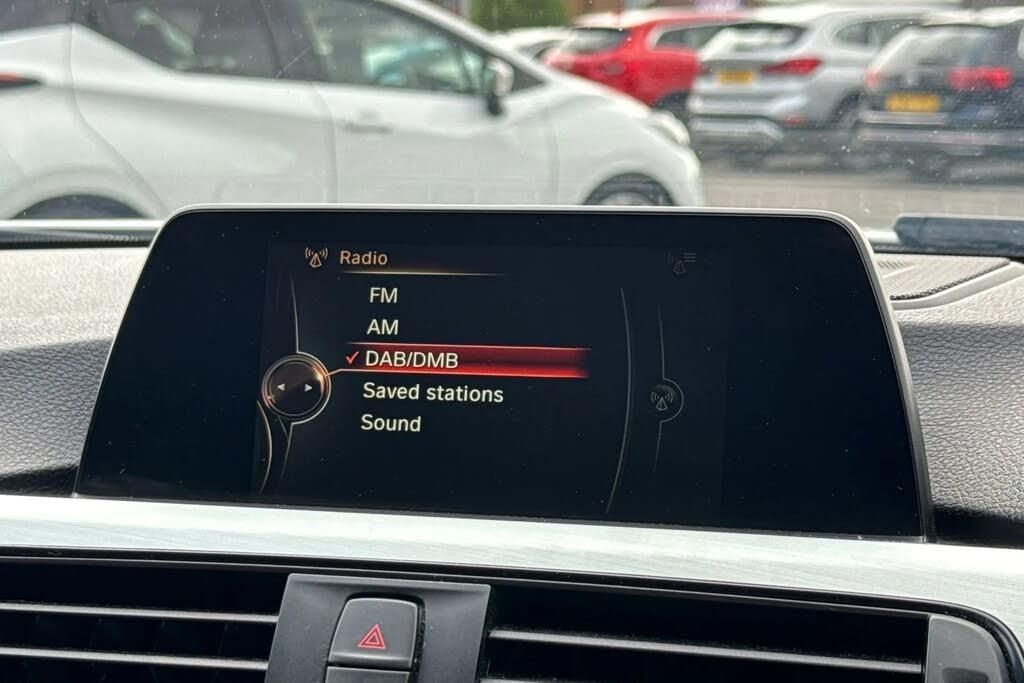 Radio
FM
AM
DAB/DMB
Saved stations
Sound